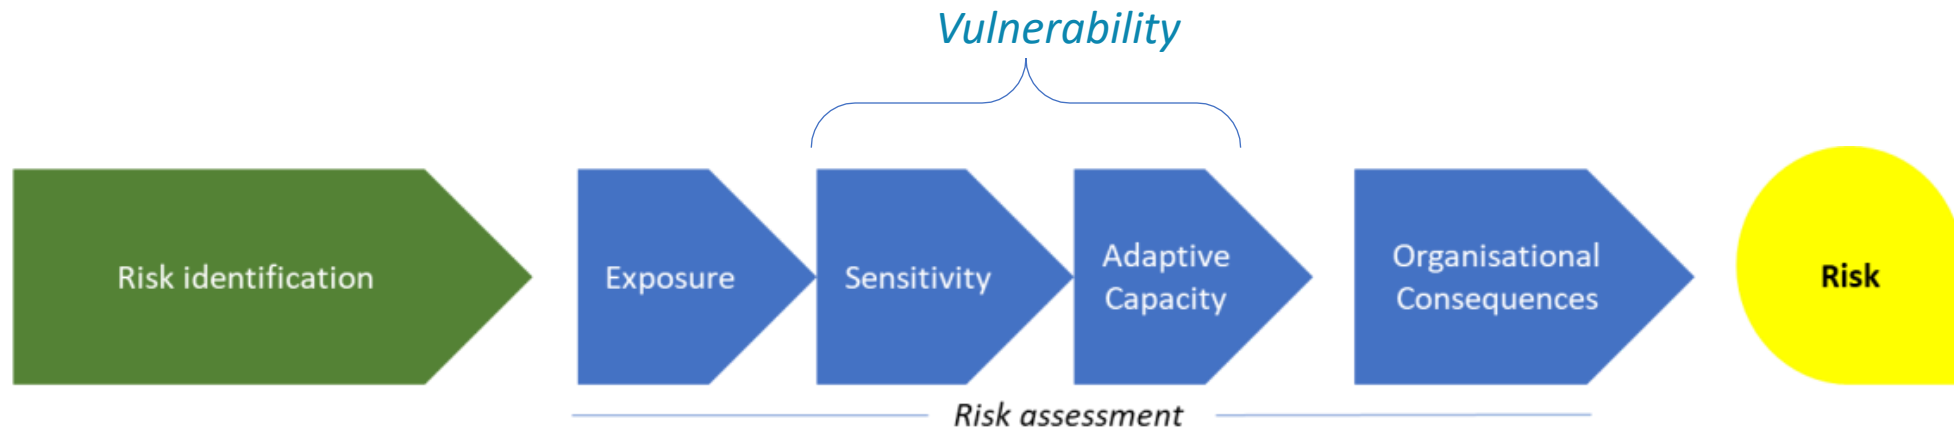 Vulnerability
Risk identification
Exposure
Sensitivity
Adaptive
Capacity
Organisational
Consequences
Risk
Risk assessment